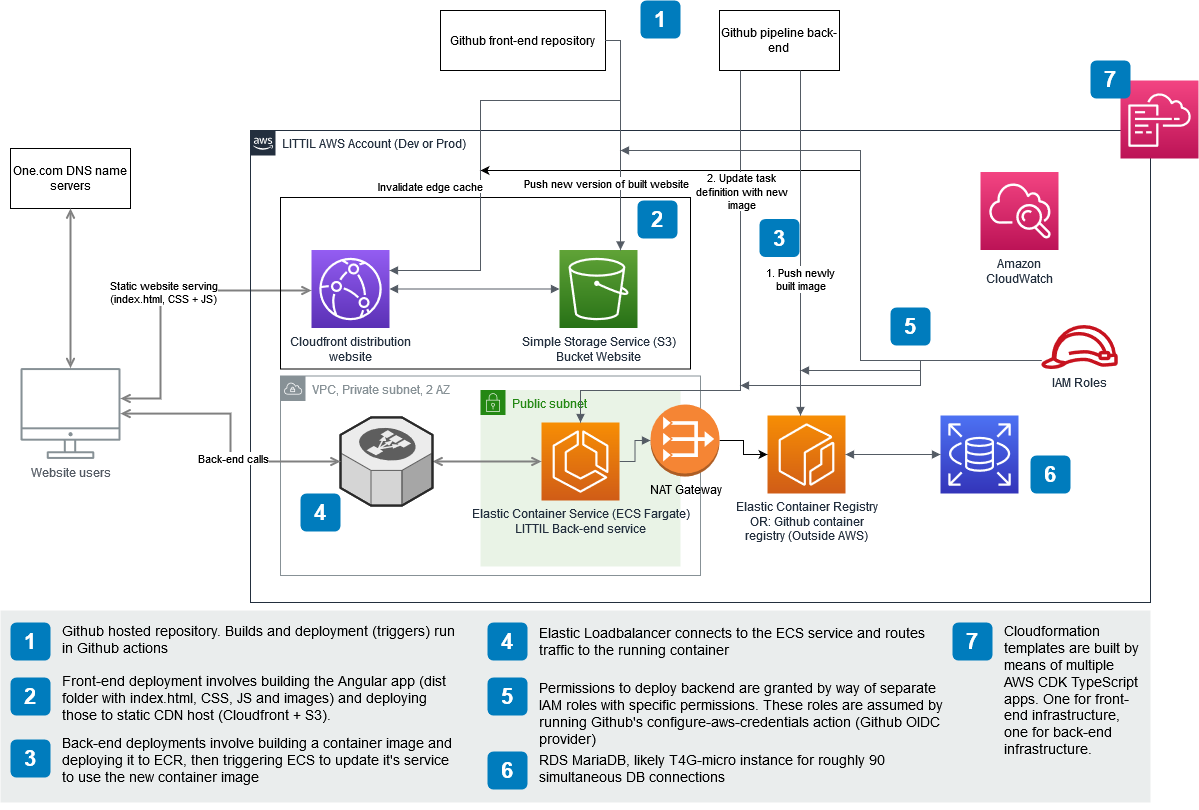 1
Github front-end repository
Github pipeline back-
end
7
aws
LITTIL AWS Account (Dev or Prod)
One.com DNS name
servers
Invalidate edge cache
Push new version of built website
2. Update task
definition with new
image
2
3
Amazon
CloudWatch
1. Push newly
built image
Static website serving
(index.html, CSS + JS)
5
Cloudfront distribution
website
Simple Storage Service (S3)
Bucket Website
IAM Roles
VPC, Private subnet, 2 AZ
Public subnet
Website users
Back-end calls
6
NAT Gateway
4
Elastic Container Service (ECS Fargate)
LITTIL Back-end service
Elastic Container Registry
OR: Github container
registry (Outside AWS)
1
Github hosted repository. Builds and deployment (triggers) run
in Github actions
2
Front-end deployment involves building the Angular app (dist
folder with index.html, CSS, JS and images) and deploying
those to static CDN host (Cloudfront + S3).
3
Back-end deployments involve building a container image and
deploying it to ECR, then triggering ECS to update it's service
to use the new container image
4
Elastic Loadbalancer connects to the ECS service and routes
traffic to the running container
5
Permissions to deploy backend are granted by way of separate
IAM roles with specific permissions. These roles are assumed by
running Github's configure-aws-credentials action (Github OIDC
provider)
6
RDS MariaDB, likely T4G-micro instance for roughly 90
simultaneous DB connections
7
Cloudformation
templates are built by
means of multiple
AWS CDK TypeScript
apps. One for front-
end infrastructure,
one for back-end
infrastructure.